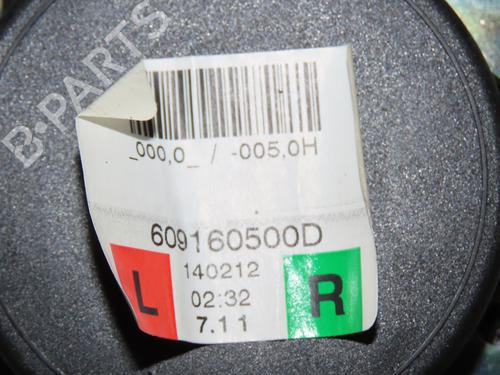 B-PARTS
_000,0_ / -005,0H
609160500D
140212
L
02:32
R
7.11